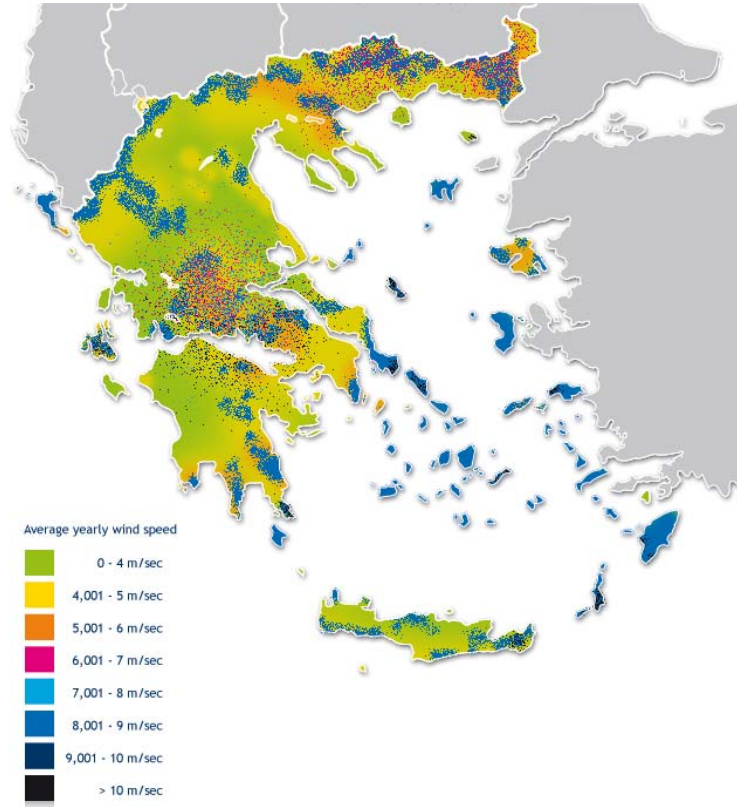 Average yearly wind speed
0 - 4 m/sec
4,001 - 5 m/sec
5,001 - 6 m/sec
6,001 - 7 m/sec
7,001 - 8 m/sec
8,001 - 9 m/sec
9,001 - 10 m/sec
> 10 m/sec